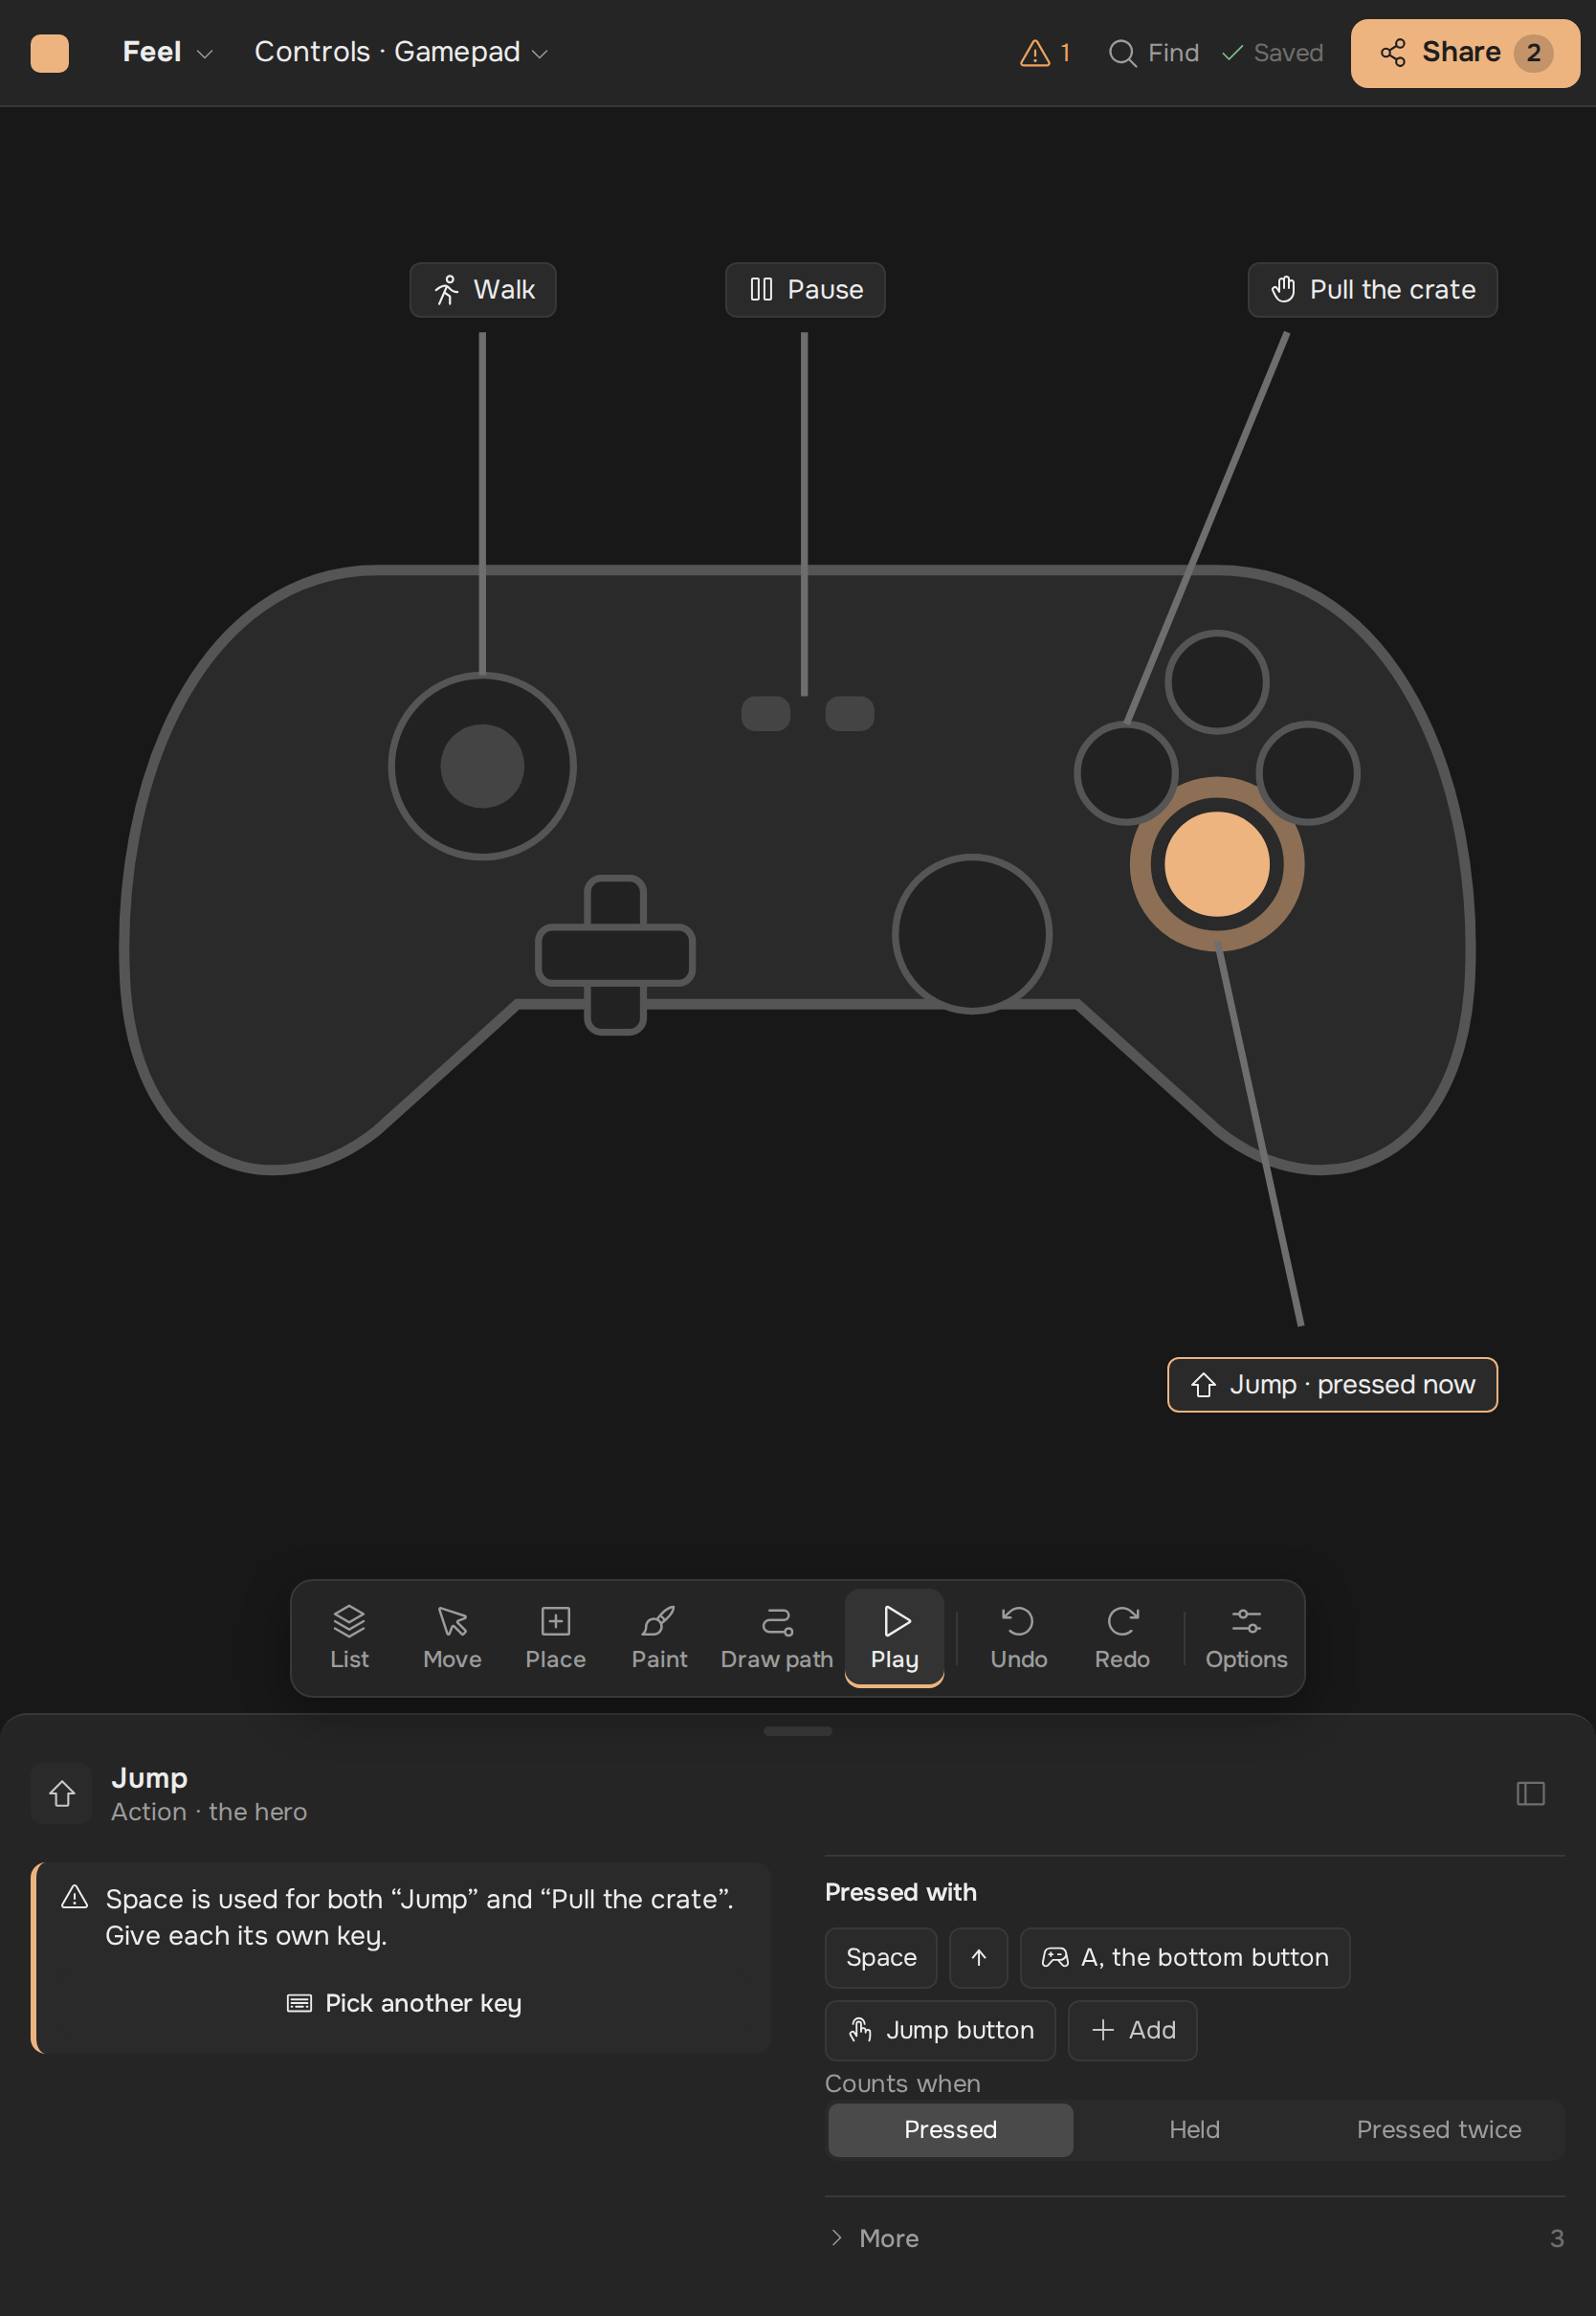 Feel
Controls · Gamepad
1
Find
Saved
Share 2
Walk
Pause
Pull the crate
Jump · pressed now
List
Move
Place
Paint
Draw path
Play
Undo
Redo
Options
Jump
Action · the hero
Space is used for both “Jump” and “Pull the crate”.
Give each its own key.
Pick another key
Pressed with
Space
A, the bottom button
Jump button
Add
Counts when
Pressed
Held
Pressed twice
More
3